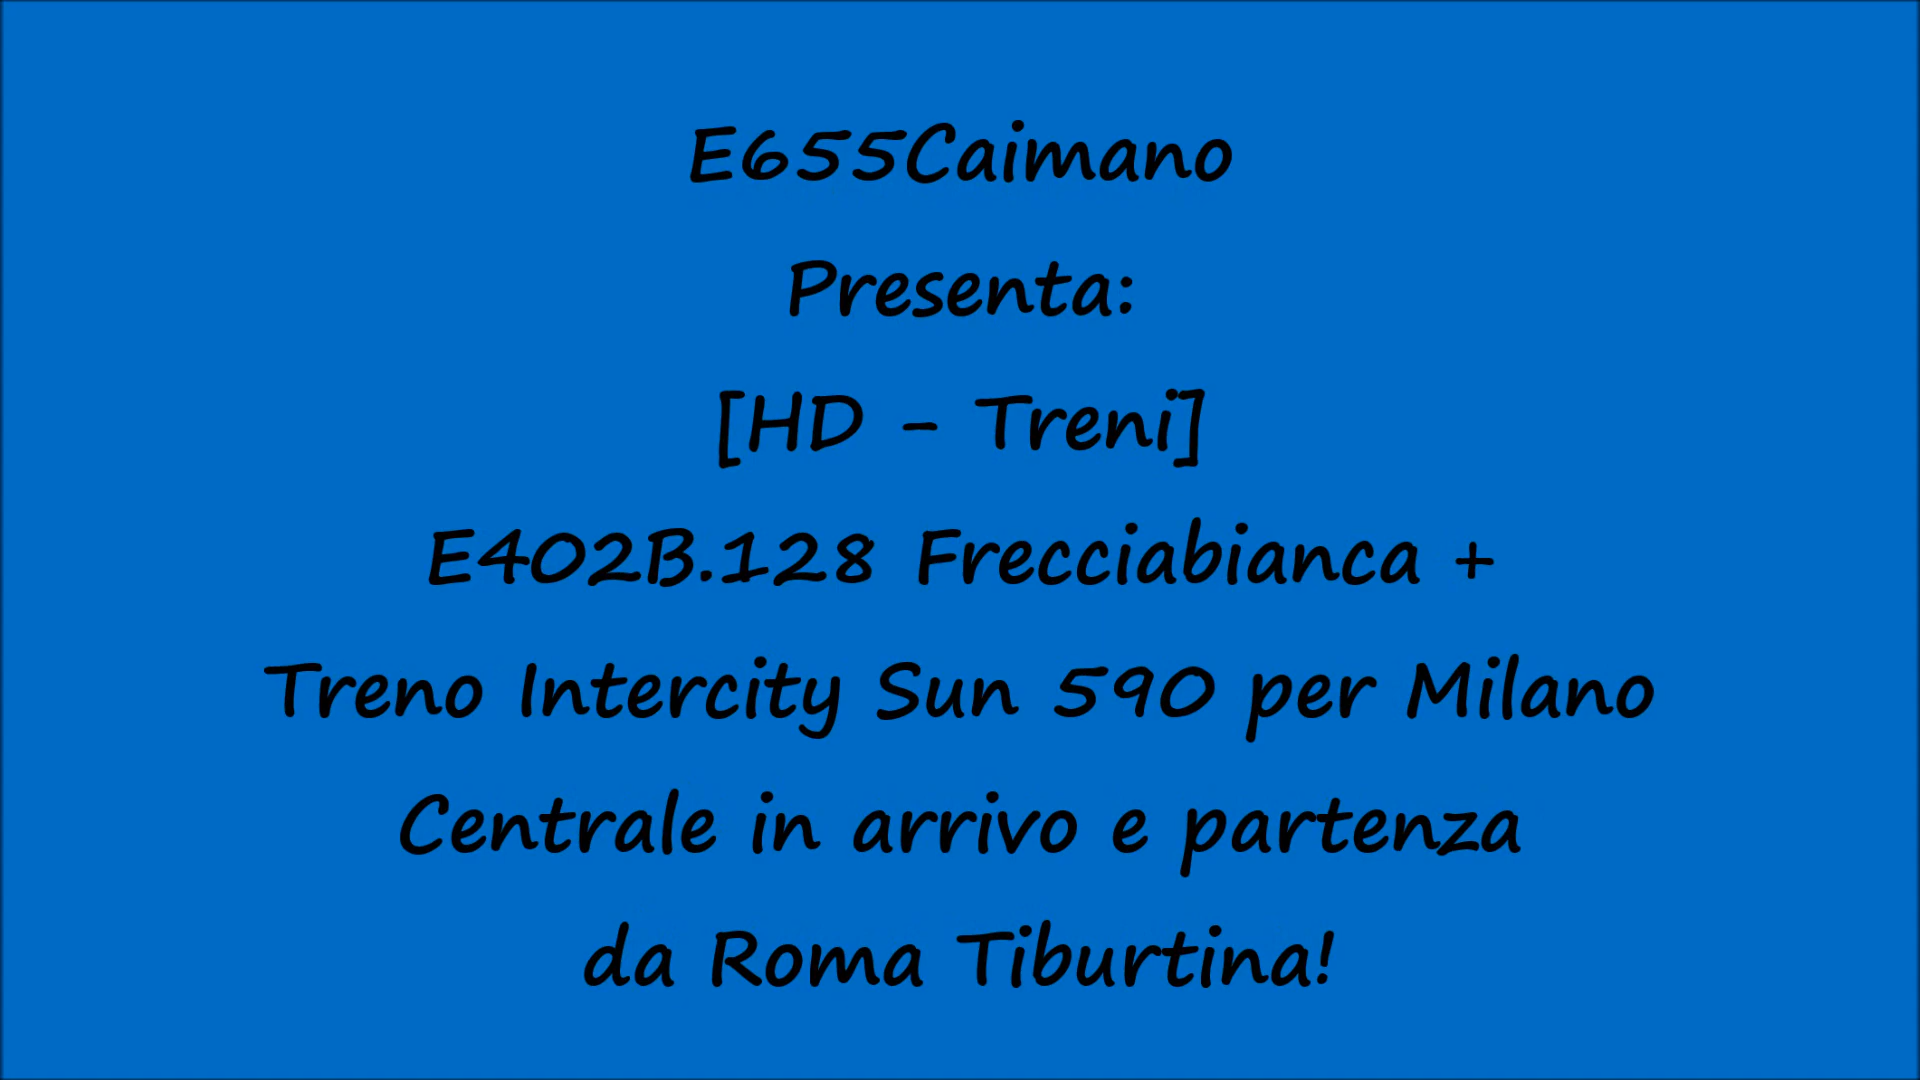 E655Caimano
Presenta:
[HD - Treni]
E402B.128 Frecciabianca +
Treno Intercity Sun 590 per Milano
Centrale in arrivo e partenza
da Roma Tiburtina!